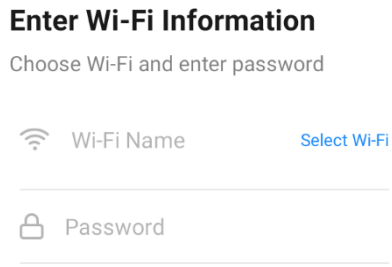 Enter Wi-Fi Information
Choose Wi-Fi and enter password
Wi-Fi Name Select Wi-Fi
Password